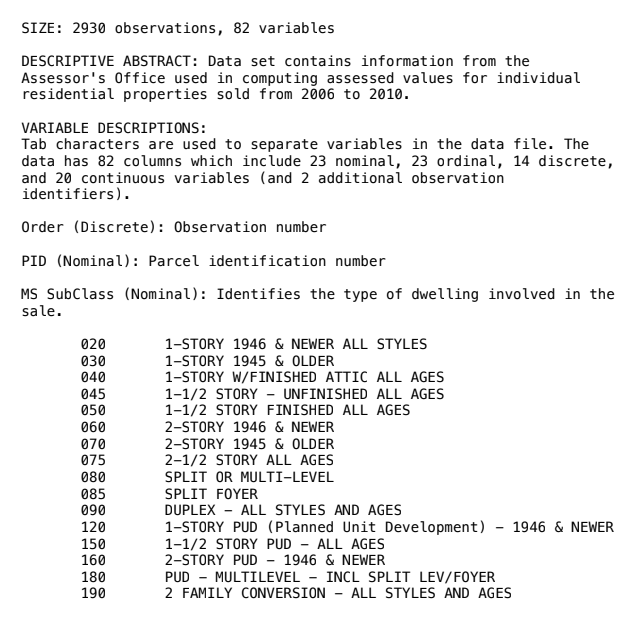 SIZE: 2930 observations, 82 variables
DESCRIPTIVE ABSTRACT: Data set contains information from the
Assessor's Office used in computing assessed values for individual
residential properties sold from 2006 to 2010.
VARIABLE DESCRIPTIONS:
Tab characters are used to separate variables in the data file. The
data has 82 columns which include 23 nominal, 23 ordinal, 14 discrete,
and 20 continuous variables (and 2 additional observation
identifiers).
Order (Discrete): Observation number
PID (Nominal): Parcel identification number
MS SubClass (Nominal): Identifies the type of dwelling involved in the
sale.
020 1-STORY 1946 & NEWER ALL STYLES
030 1-STORY 1945 & OLDER
040 1-STORY W/FINISHED ATTIC ALL AGES
045 1-1/2 STORY - UNFINISHED ALL AGES
050 1-1/2 STORY FINISHED ALL AGES
060 2-STORY 1946 & NEWER
070 2-STORY 1945 & OLDER
075 2-1/2 STORY ALL AGES
080 SPLIT OR MULTI-LEVEL
085 SPLIT FOYER
090 DUPLEX - ALL STYLES AND AGES
120 1-STORY PUD (Planned Unit Development) - 1946 & NEWER
150 1-1/2 STORY PUD - ALL AGES
160 2-STORY PUD - 1946 & NEWER
180 PUD - MULTILEVEL - INCL SPLIT LEV/FOYER
190 2 FAMILY CONVERSION - ALL STYLES AND AGES